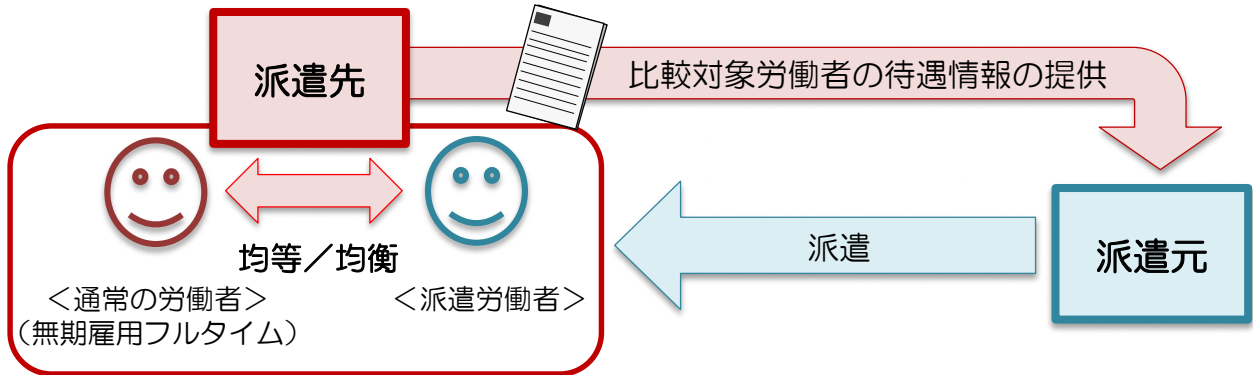 派遣先
比較対象労働者の待遇情報の提供
派遣
派遣元
均等／均衡
＜通常の労働者＞
（無期雇用フルタイム）
＜派遣労働者＞